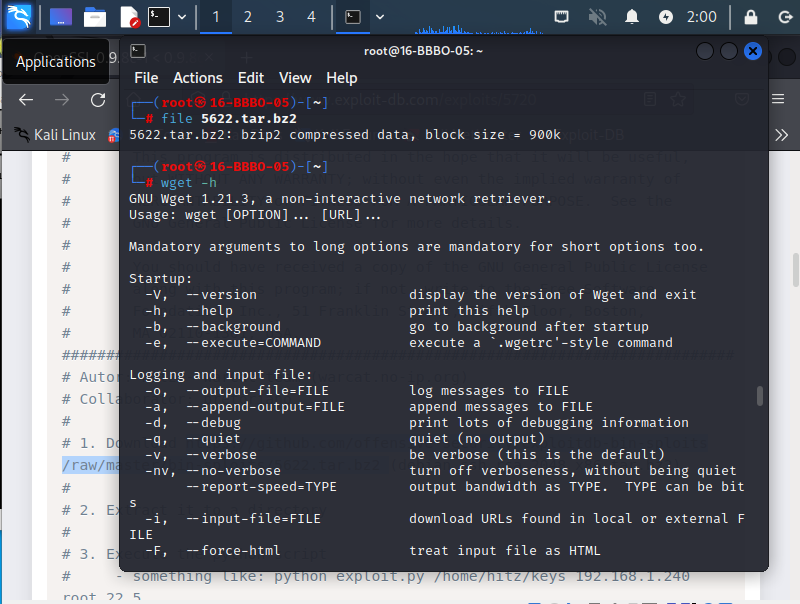 1 2 3 4
2:00
Applications
root@16-BBBO-05: ~
File Actions Edit View Help
Kali Linux
┌──(root㉿16-BBBO-05)-[~]
└─# file 5622.tar.bz2
5622.tar.bz2: bzip2 compressed data, block size = 900k
┌──(root㉿16-BBBO-05)-[~]
└─# wget -h
GNU Wget 1.21.3, a non-interactive network retriever.
Usage: wget [OPTION]... [URL]...
Mandatory arguments to long options are mandatory for short options too.
Startup:
-V, --version display the version of Wget and exit
-h, --help print this help
-b, --background go to background after startup
-e, --execute=COMMAND execute a `.wgetrc'-style command
Logging and input file:
-o, --output-file=FILE log messages to FILE
-a, --append-output=FILE append messages to FILE
-d, --debug print lots of debugging information
-q, --quiet quiet (no output)
-v, --verbose be verbose (this is the default)
-nv, --no-verbose turn off verboseness, without being quiet
--report-speed=TYPE output bandwidth as TYPE. TYPE can be bit
s
-i, --input-file=FILE download URLs found in local or external F
ILE
-F, --force-html treat input file as HTML
#
#
#
#
#
#
#
#
#
# Autor
# Colla
#
# 1. Do
/raw/ma
#
# 2. Ex
#
# 3. Ex
# - something like: python exploit.py /home/hitz/keys 192.168.1.240
root 22 5